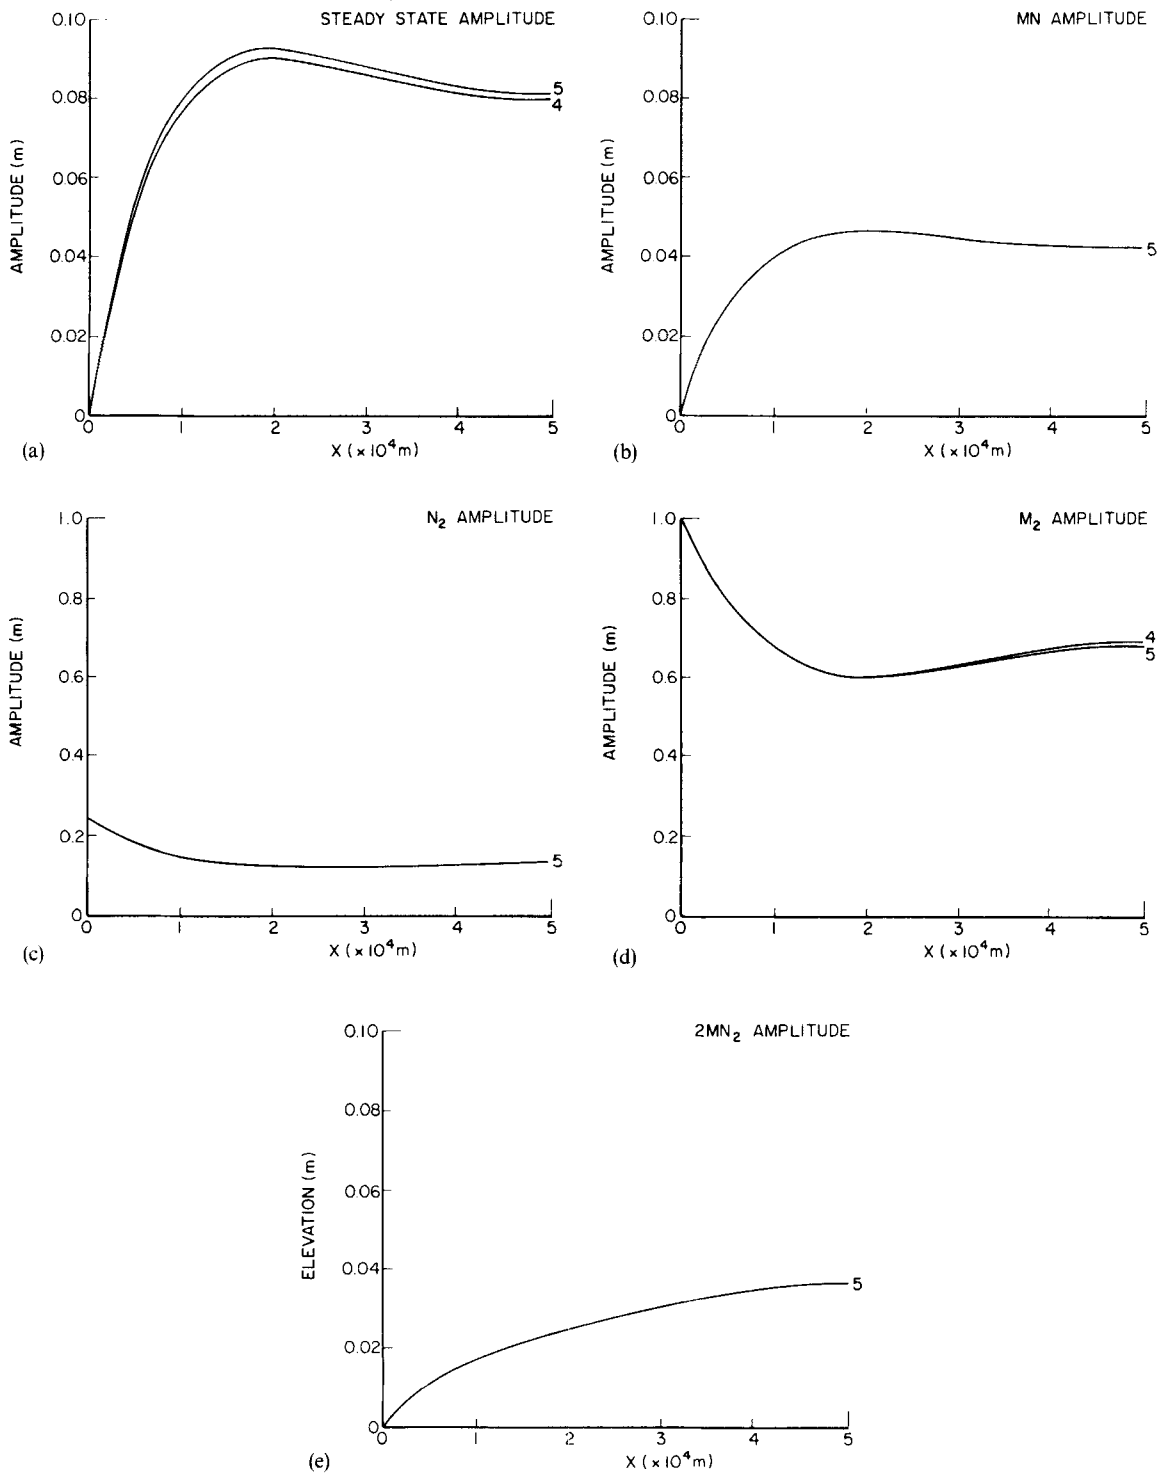 STEADY STATE AMPLITUDE
0.10
0.08
0.06
0.04
0.02
0
AMPLITUDE (m)
5
4
0 1 2 3 4 5
X (×10⁴m)
(a)
MN AMPLITUDE
0.10
0.08
0.06
0.04
0.02
0
AMPLITUDE (m)
5
0 1 2 3 4 5
X (×10⁴m)
(b)
N₂ AMPLITUDE
1.0
0.8
0.6
0.4
0.2
0
AMPLITUDE (m)
5
0 1 2 3 4 5
X (×10⁴m)
(c)
M₂ AMPLITUDE
1.0
0.8
0.6
0.4
0.2
0
AMPLITUDE (m)
4
5
0 1 2 3 4 5
X (×10⁴m)
(d)
2MN₂ AMPLITUDE
0.10
0.08
0.06
0.04
0.02
0
ELEVATION (m)
5
0 1 2 3 4 5
X (×10⁴m)
(e)